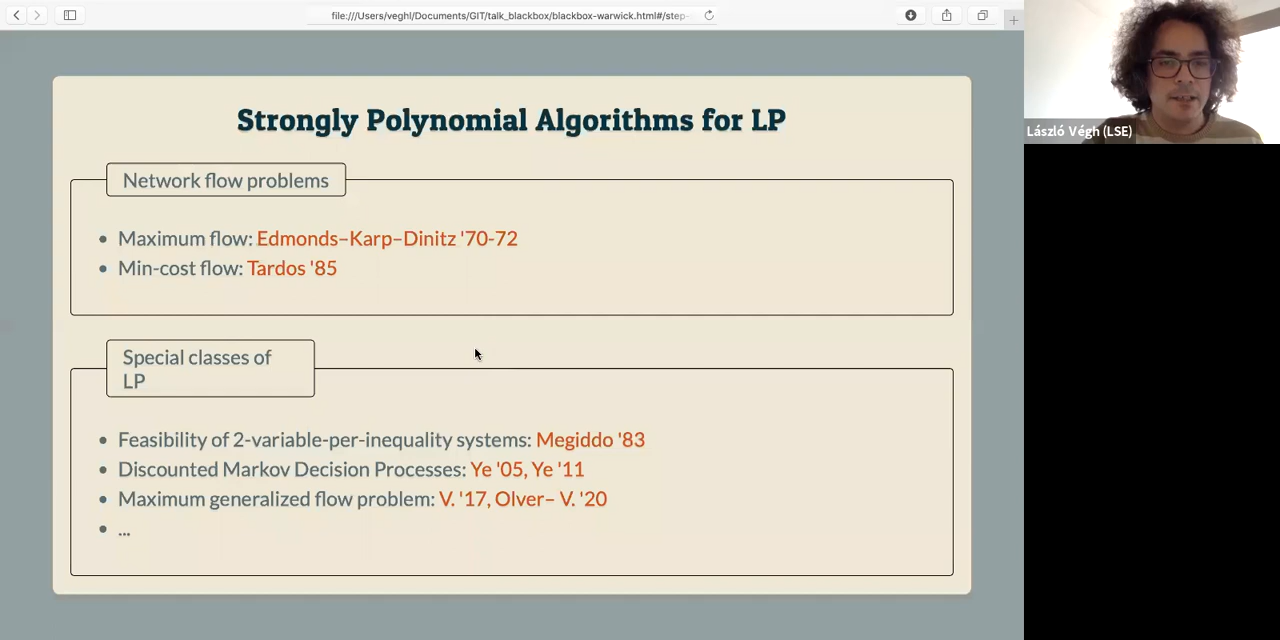 file:///Users/veghl/Documents/GIT/talk_blackbox/blackbox-warwick.html#/step-
László Végh (LSE)
Strongly Polynomial Algorithms for LP
Network flow problems
• Maximum flow: Edmonds–Karp–Dinitz '70-72
• Min-cost flow: Tardos '85
Special classes of
LP
• Feasibility of 2-variable-per-inequality systems: Megiddo '83
• Discounted Markov Decision Processes: Ye '05, Ye '11
• Maximum generalized flow problem: V. '17, Olver– V. '20
• ...